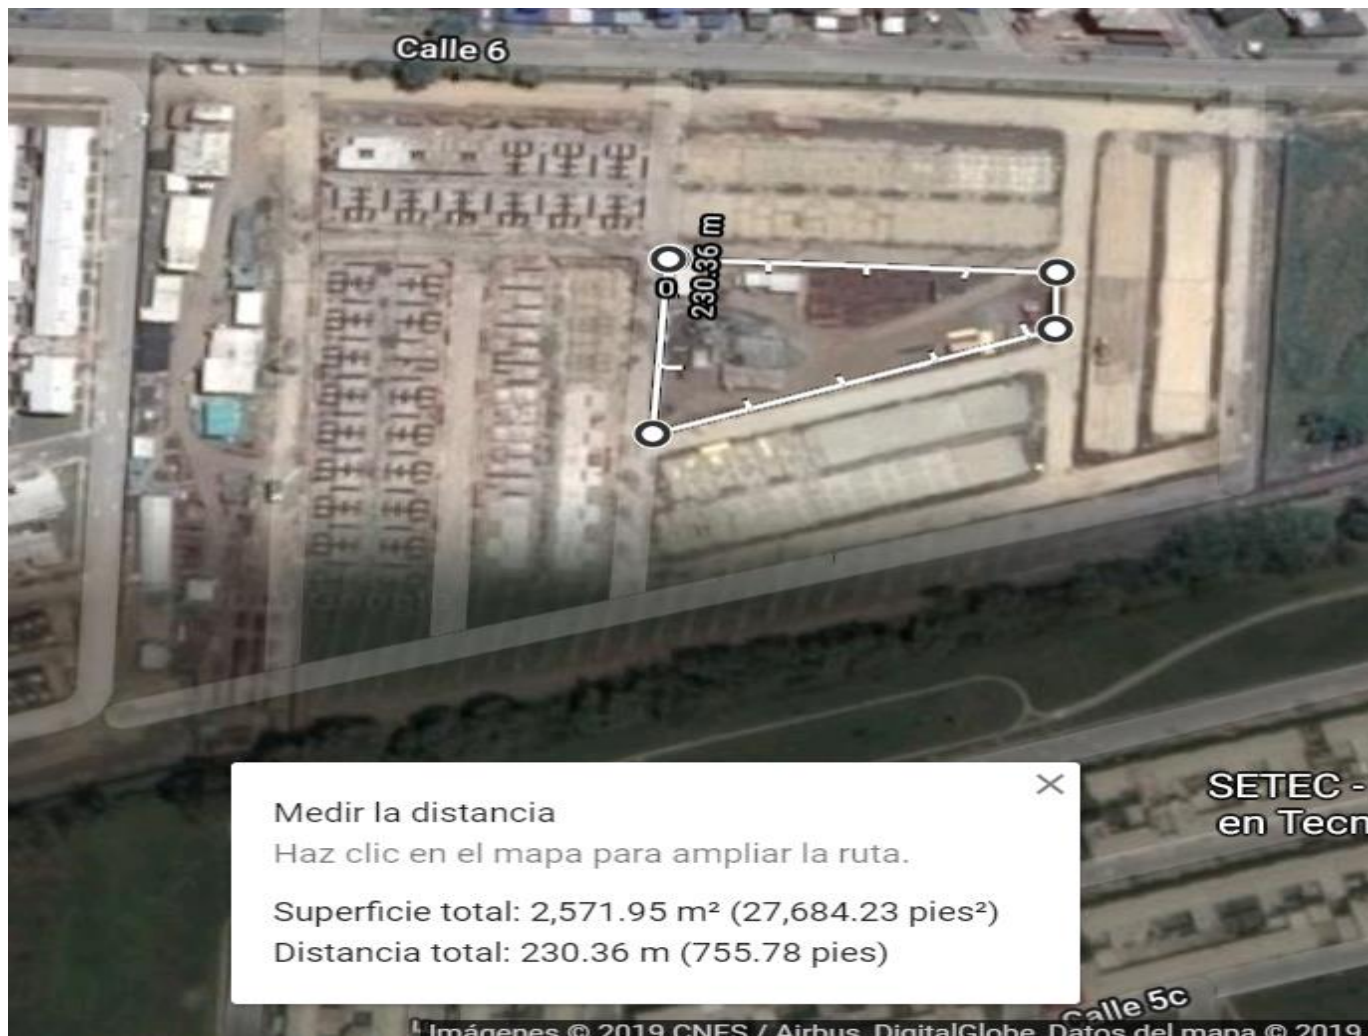 Calle 6
230.36 m
0
SETEC -
en Tecn
Medir la distancia
Haz clic en el mapa para ampliar la ruta.
Superficie total: 2,571.95 m² (27,684.23 pies²)
Distancia total: 230.36 m (755.78 pies)
Calle 5c
Imágenes © 2019 CNES / Airbus, DigitalGlobe, Datos del mapa © 2019